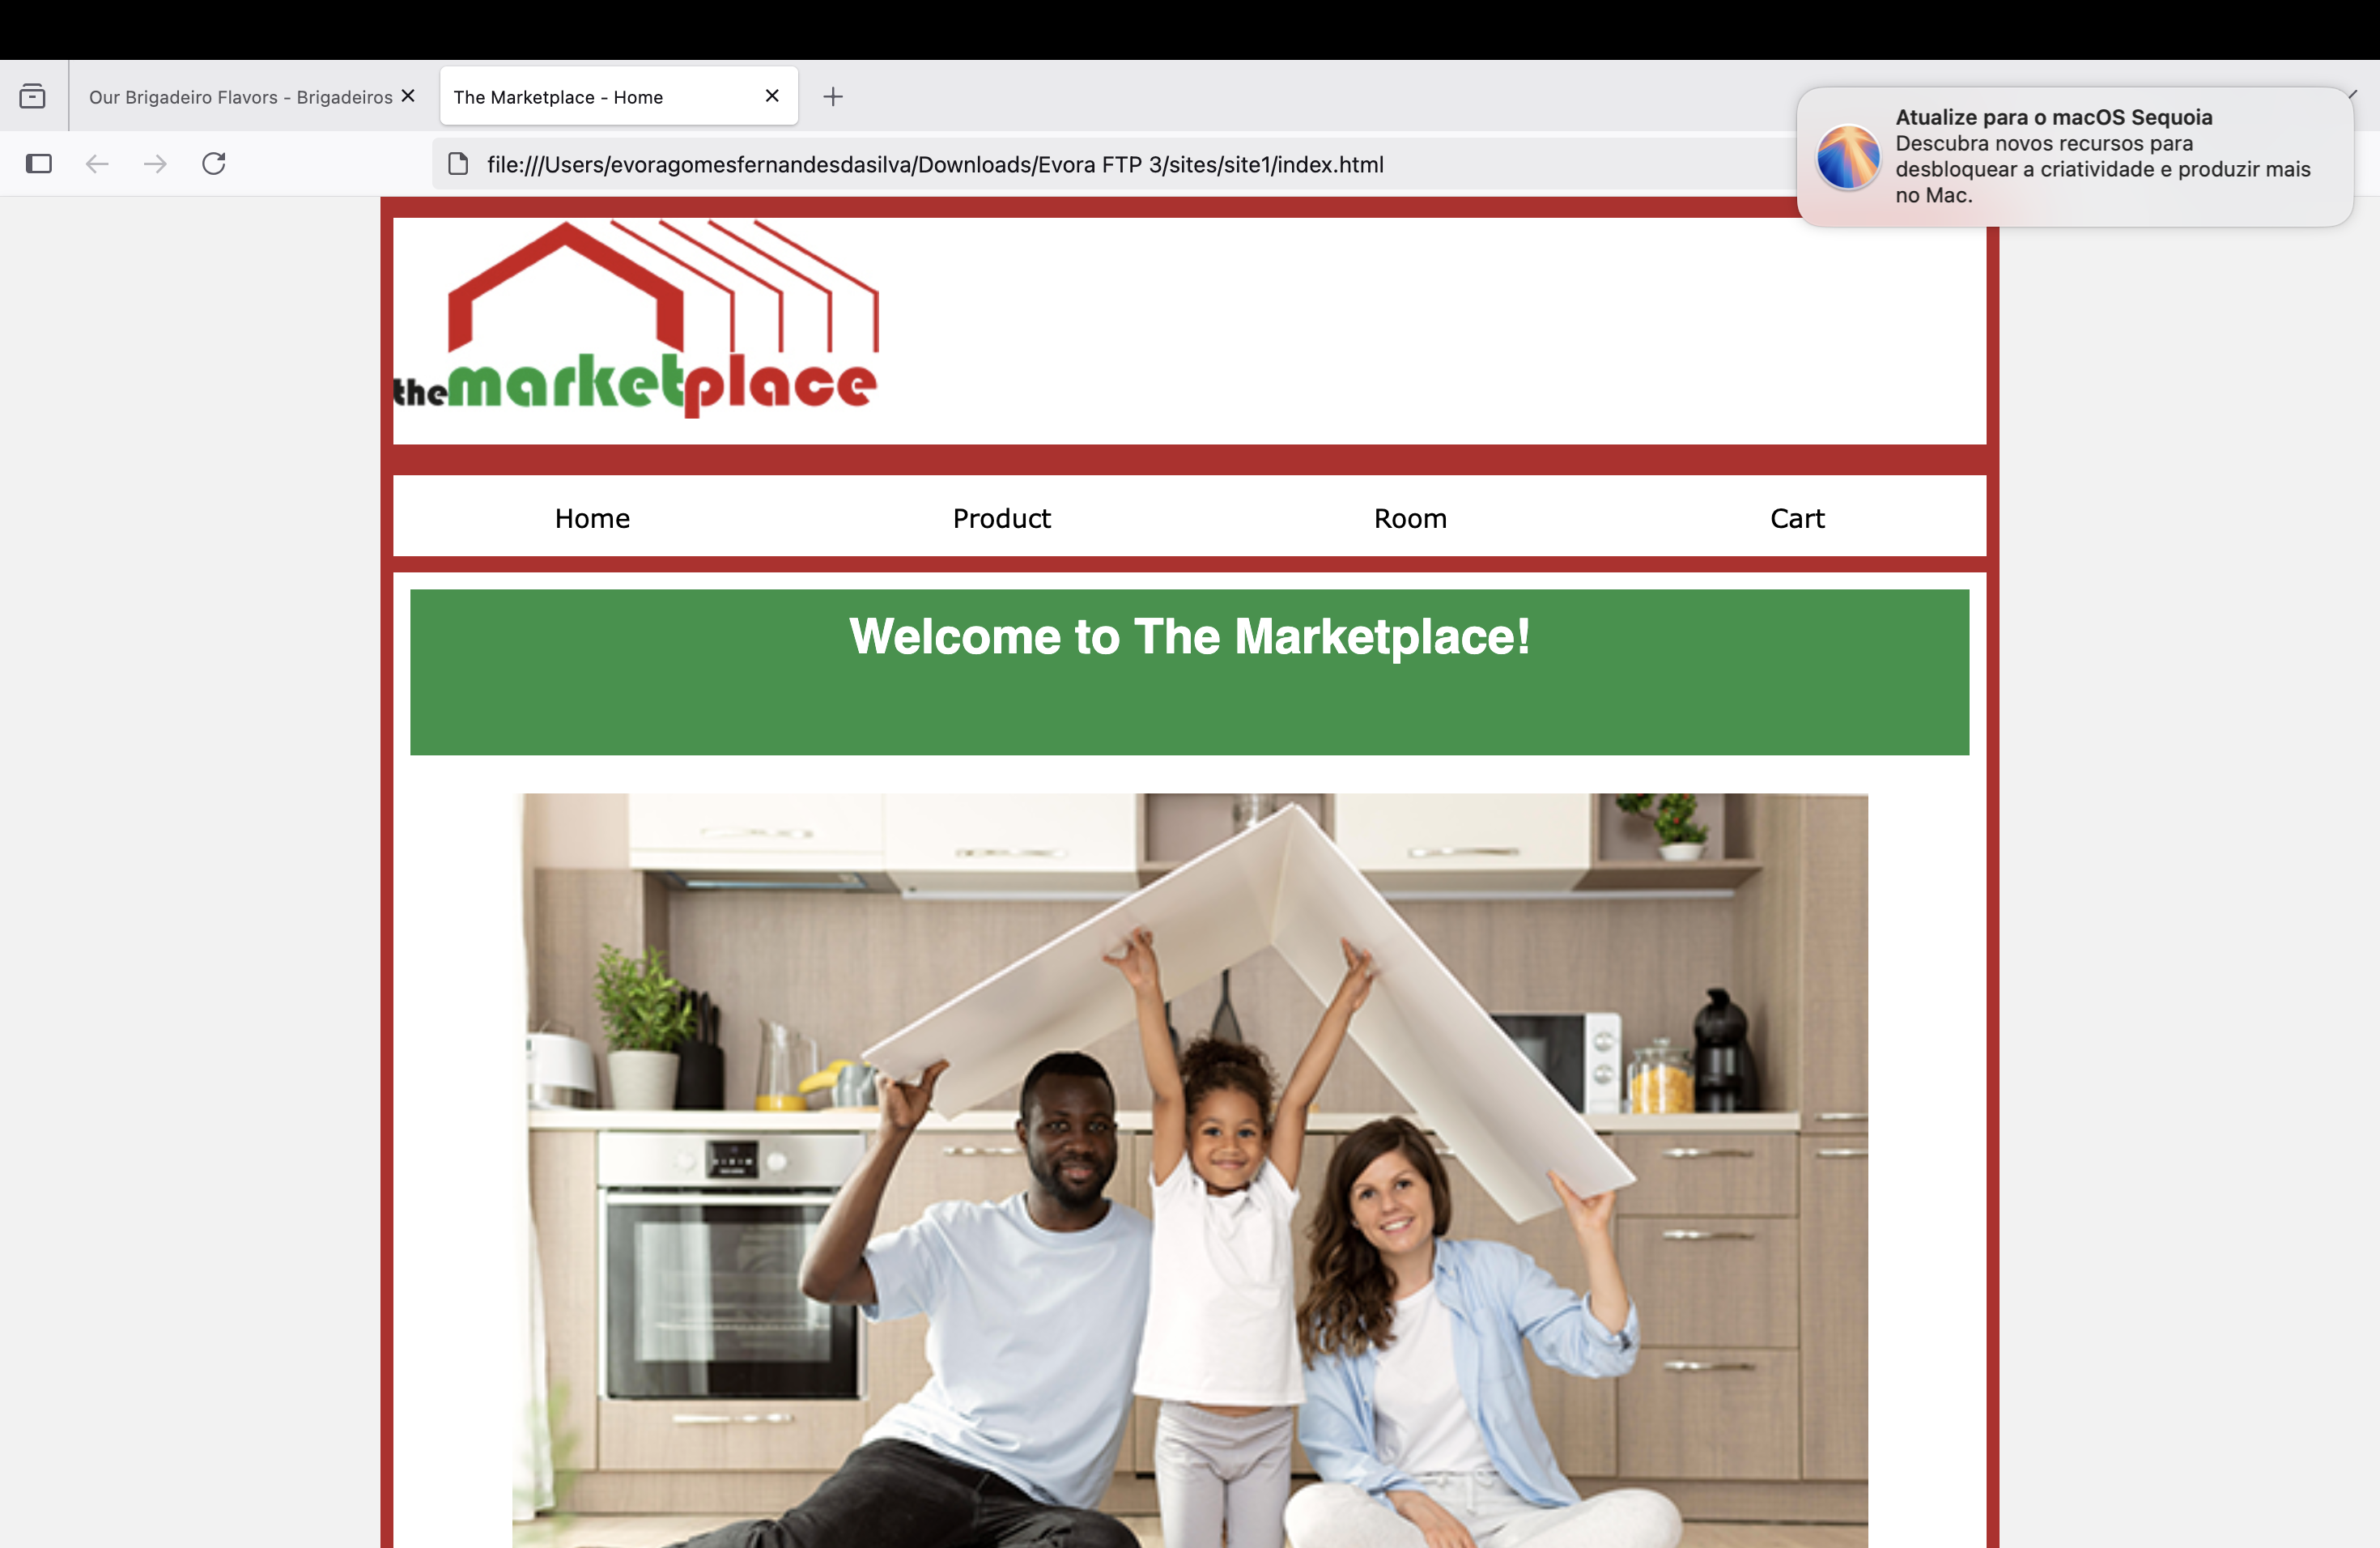 Our Brigadeiro Flavors - Brigadeiros
The Marketplace - Home
Atualize para o macOS Sequoia
Descubra novos recursos para
desbloquear a criatividade e produzir mais
no Mac.
file:///Users/evoragomesfernandesdasilva/Downloads/Evora FTP 3/sites/site1/index.html
themarketplace
Home Product Room Cart
Welcome to The Marketplace!